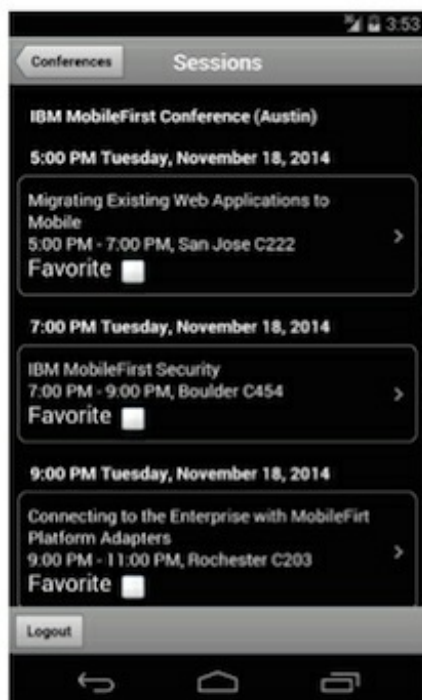 3:53
Conferences
Sessions
IBM MobileFirst Conference (Austin)
5:00 PM Tuesday, November 18, 2014
Migrating Existing Web Applications to
Mobile
5:00 PM - 7:00 PM, San Jose C222
Favorite
7:00 PM Tuesday, November 18, 2014
IBM MobileFirst Security
7:00 PM - 9:00 PM, Boulder C454
Favorite
9:00 PM Tuesday, November 18, 2014
Connecting to the Enterprise with MobileFirt
Platform Adapters
9:00 PM - 11:00 PM, Rochester C203
Favorite
Logout